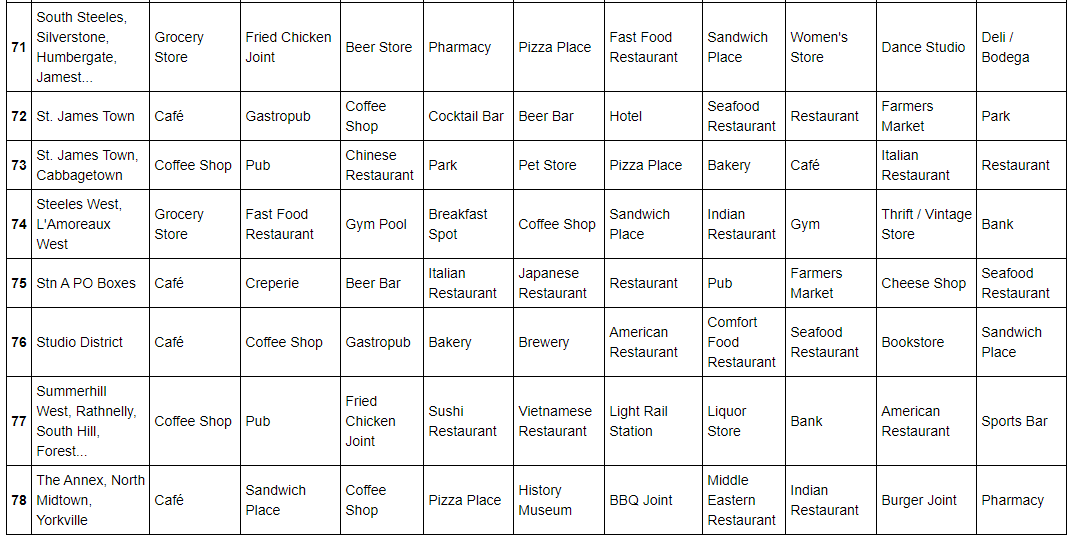 71
South Steeles,
Silverstone,
Humbergate,
Jamest...
Grocery
Store
Fried Chicken
Joint
Beer Store
Pharmacy
Pizza Place
Fast Food
Restaurant
Sandwich
Place
Women's
Store
Dance Studio
Deli /
Bodega
72
St. James Town
Café
Gastropub
Coffee
Shop
Cocktail Bar
Beer Bar
Hotel
Seafood
Restaurant
Restaurant
Farmers
Market
Park
73
St. James Town,
Cabbagetown
Coffee Shop
Pub
Chinese
Restaurant
Park
Pet Store
Pizza Place
Bakery
Café
Italian
Restaurant
Restaurant
74
Steeles West,
L'Amoreaux
West
Grocery
Store
Fast Food
Restaurant
Gym Pool
Breakfast
Spot
Coffee Shop
Sandwich
Place
Indian
Restaurant
Gym
Thrift / Vintage
Store
Bank
75
Stn A PO Boxes
Café
Creperie
Beer Bar
Italian
Restaurant
Japanese
Restaurant
Restaurant
Pub
Farmers
Market
Cheese Shop
Seafood
Restaurant
76
Studio District
Café
Coffee Shop
Gastropub
Bakery
Brewery
American
Restaurant
Comfort
Food
Restaurant
Seafood
Restaurant
Bookstore
Sandwich
Place
77
Summerhill
West, Rathnelly,
South Hill,
Forest...
Coffee Shop
Pub
Fried
Chicken
Joint
Sushi
Restaurant
Vietnamese
Restaurant
Light Rail
Station
Liquor
Store
Bank
American
Restaurant
Sports Bar
78
The Annex, North
Midtown,
Yorkville
Café
Sandwich
Place
Coffee
Shop
Pizza Place
History
Museum
BBQ Joint
Middle
Eastern
Restaurant
Indian
Restaurant
Burger Joint
Pharmacy